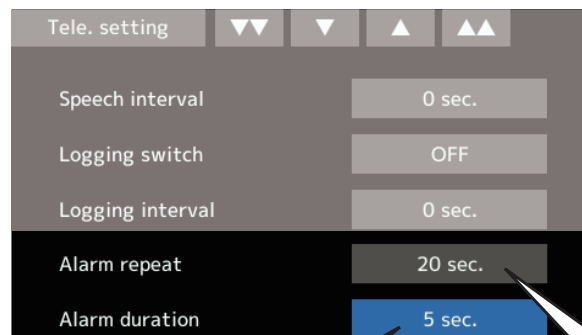 Tele. setting ▼▼ ▼ ▲ ▲▲
Speech interval 0 sec.
Logging switch OFF
Logging interval 0 sec.
Alarm repeat 20 sec.
Alarm duration 5 sec.